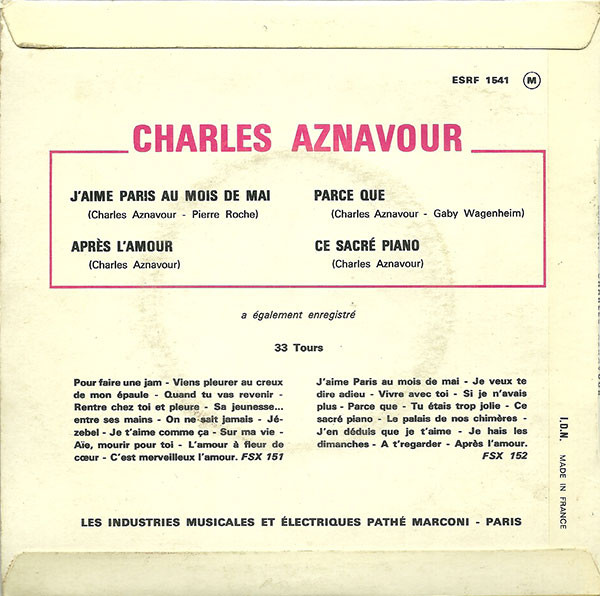 ESRF 1541 M
CHARLES AZNAVOUR
J'AIME PARIS AU MOIS DE MAI
(Charles Aznavour - Pierre Roche)
APRÈS L'AMOUR
(Charles Aznavour)
PARCE QUE
(Charles Aznavour - Gaby Wagenheim)
CE SACRÉ PIANO
(Charles Aznavour)
a également enregistré
33 Tours
Pour faire une jam - Viens pleurer au creux
de mon épaule - Quand tu vas revenir -
Rentre chez toi et pleure - Sa jeunesse...
entre ses mains - On ne sait jamais - Jé-
zebel - Je t'aime comme ça - Sur ma vie -
Aïe, mourir pour toi - L'amour à fleur de
cœur - C'est merveilleux l'amour. FSX 151
J'aime Paris au mois de mai - Je veux te
dire adieu - Vivre avec toi - Si je n'avais
plus - Parce que - Tu étais trop jolie - Ce
sacré piano - Le palais de nos chimères -
J'en déduis que je t'aime - Je hais les
dimanches - A t'regarder - Après l'amour.
FSX 152
I.D.N. MADE IN FRANCE
LES INDUSTRIES MUSICALES ET ÉLECTRIQUES PATHÉ MARCONI - PARIS